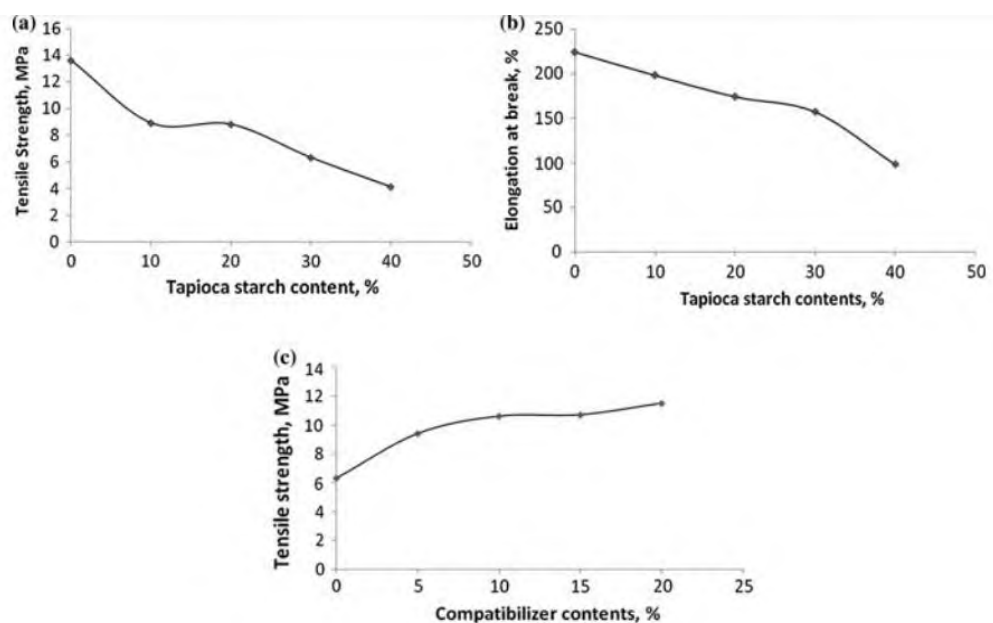 (a)
Tensile Strength, MPa
16
14
12
10
8
6
4
2
0
0 10 20 30 40 50
Tapioca starch content, %
(b)
Elongation at break, %
250
200
150
100
50
0
0 10 20 30 40 50
Tapioca starch contents, %
(c)
Tensile strength, MPa
14
12
10
8
6
4
2
0
0 5 10 15 20 25
Compatibilizer contents, %